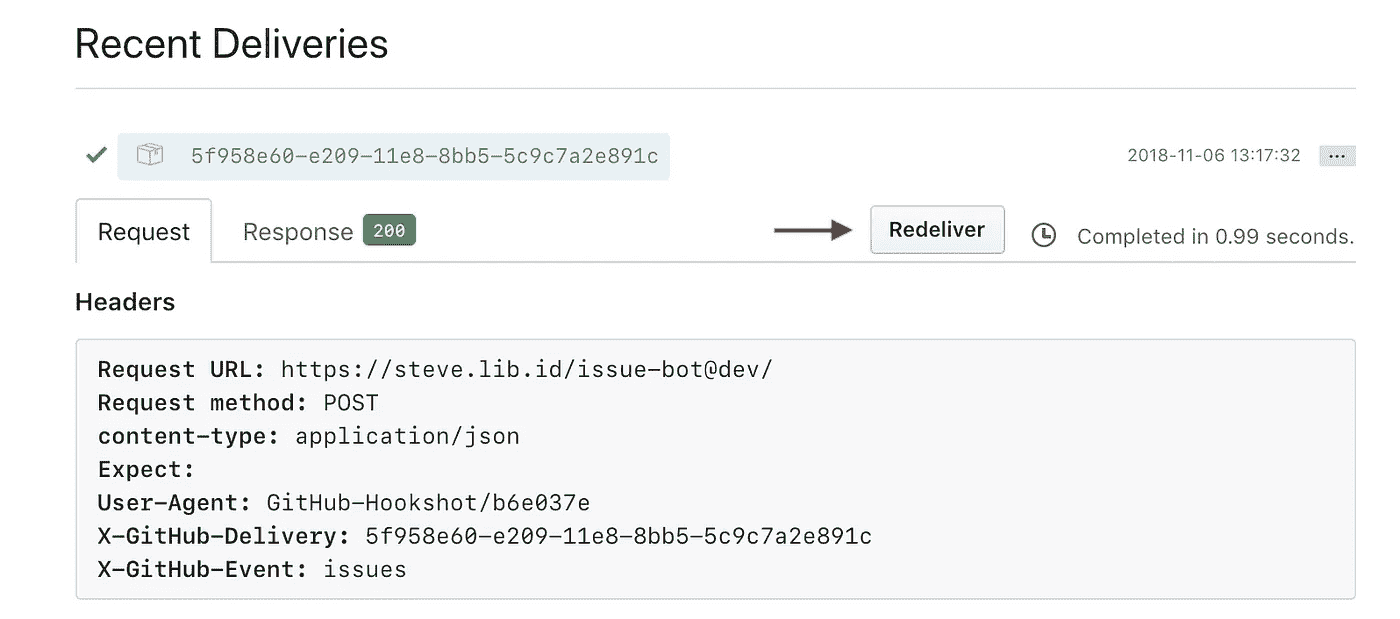 Recent Deliveries
5f958e60-e209-11e8-8bb5-5c9c7a2e891c 2018-11-06 13:17:32 ...
Request Response 200 Redeliver Completed in 0.99 seconds.
Headers
Request URL: https://steve.lib.id/issue-bot@dev/
Request method: POST
content-type: application/json
Expect:
User-Agent: GitHub-Hookshot/b6e037e
X-GitHub-Delivery: 5f958e60-e209-11e8-8bb5-5c9c7a2e891c
X-GitHub-Event: issues